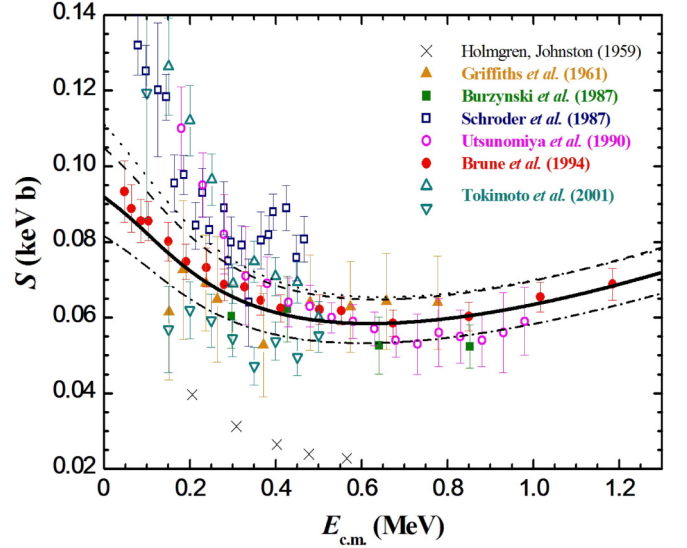 0.14
0.12
0.10
0.08
0.06
0.04
0.02
S (keV b)
Holmgren, Johnston (1959)
Griffiths et al. (1961)
Burzynski et al. (1987)
Schroder et al. (1987)
Utsunomiya et al. (1990)
Brune et al. (1994)
Tokimoto et al. (2001)
0 0.2 0.4 0.6 0.8 1.0 1.2
E c.m. (MeV)